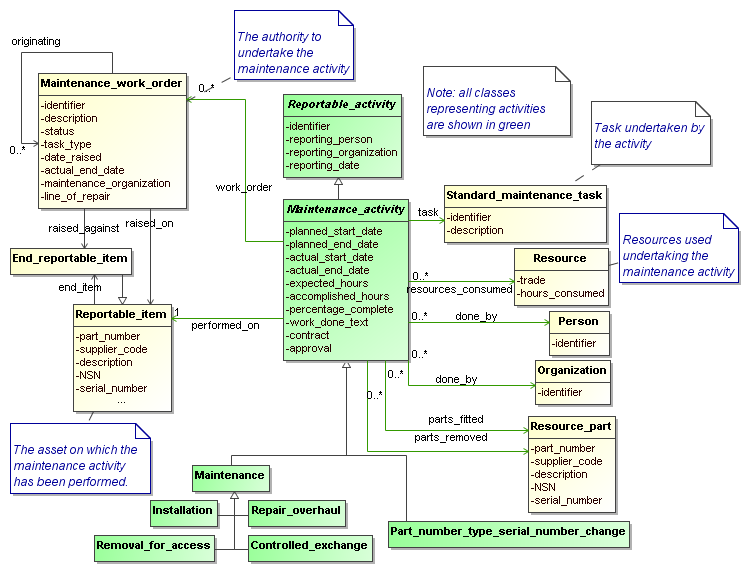 originating
0..*
Maintenance_work_order
-identifier
-description
-status
-task_type
-date_raised
-actual_end_date
-maintenance_organization
-line_of_repair
The authority to
undertake the
maintenance activity
0..*
work_order
Reportable_activity
-identifier
-reporting_person
-reporting_organization
-reporting_date
Note: all classes
representing activities
are shown in green
Task undertaken by
the activity
Maintenance_activity
-planned_start_date
-planned_end_date
-actual_start_date
-actual_end_date
-expected_hours
-accomplished_hours
-percentage_complete
-work_done_text
-contract
-approval
task
Standard_maintenance_task
-identifier
-description
raised_against
raised_on
End_reportable_item
end_item
Reportable_item
-part_number
-supplier_code
-description
-NSN
-serial_number
...
1
performed_on
The asset on which the
maintenance activity
has been performed.
0..*
resources_consumed
Resource
-trade
-hours_consumed
Resources used
undertaking the
maintenance activity
0..*
done_by
Person
-identifier
0..*
done_by
Organization
-identifier
0..*
parts_fitted
0..*
parts_removed
Resource_part
-part_number
-supplier_code
-description
-NSN
-serial_number
Maintenance
Installation
Repair_overhaul
Removal_for_access
Controlled_exchange
Part_number_type_serial_number_change